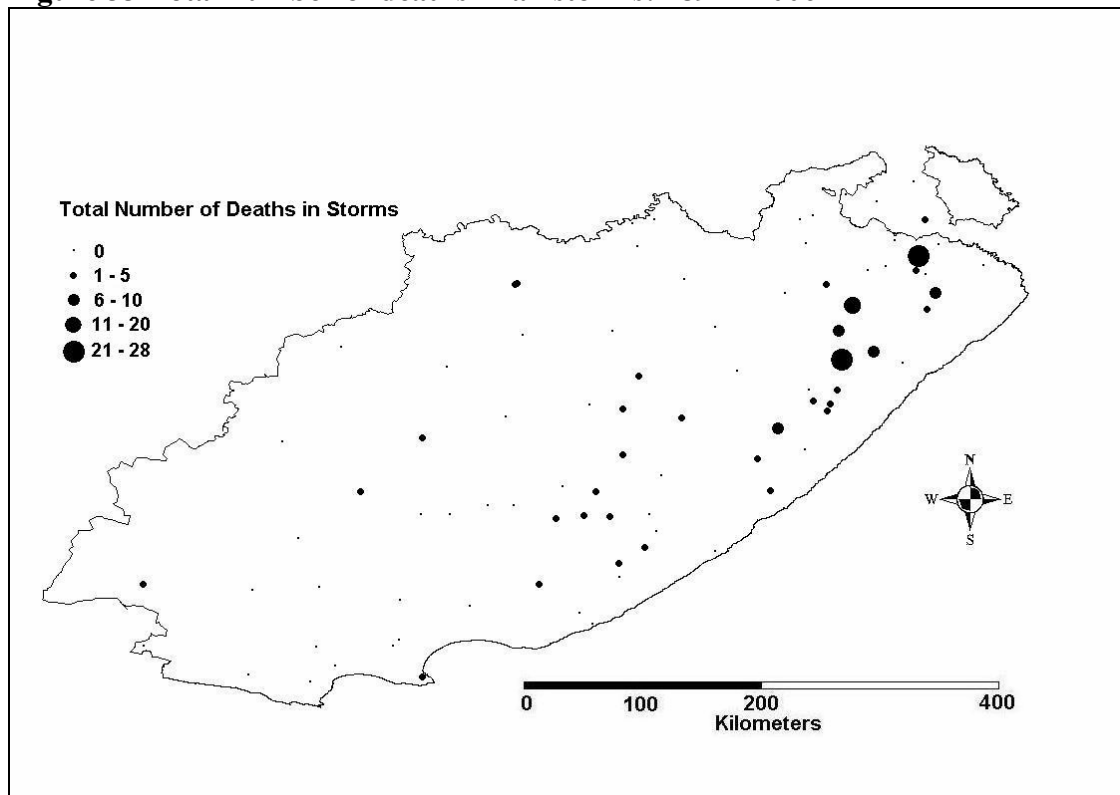 Total Number of Deaths in Storms
0
1 - 5
6 - 10
11 - 20
21 - 28
N
W E
S
0 100 200 400
Kilometers